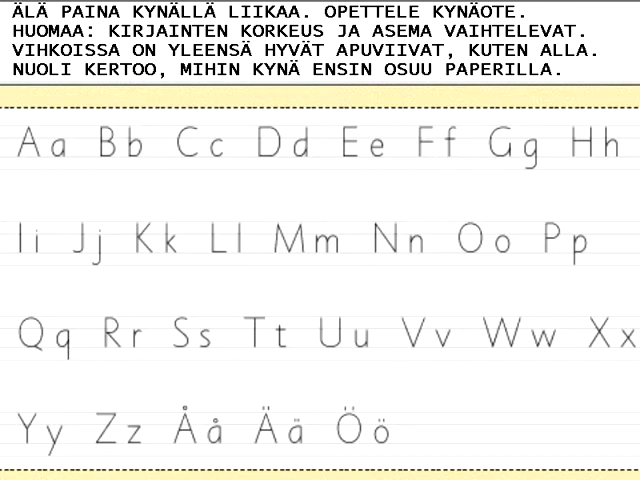 ÄLÄ PAINA KYNÄLLÄ LIIKAA. OPETTELE KYNÄOTE.
HUOMAA: KIRJAINTEN KORKEUS JA ASEMA VAIHTELEVAT.
VIHKOISSA ON YLEENSÄ HYVÄT APUVIIVAT, KUTEN ALLA.
NUOLI KERTOO, MIHIN KYNÄ ENSIN OSUU PAPERILLA.
Aa Bb Cc Dd Ee Ff Gg Hh
Ii Jj Kk Ll Mm Nn Oo Pp
Qq Rr Ss Tt Uu Vv Ww Xx
Yy Zz Åå Ää Öö